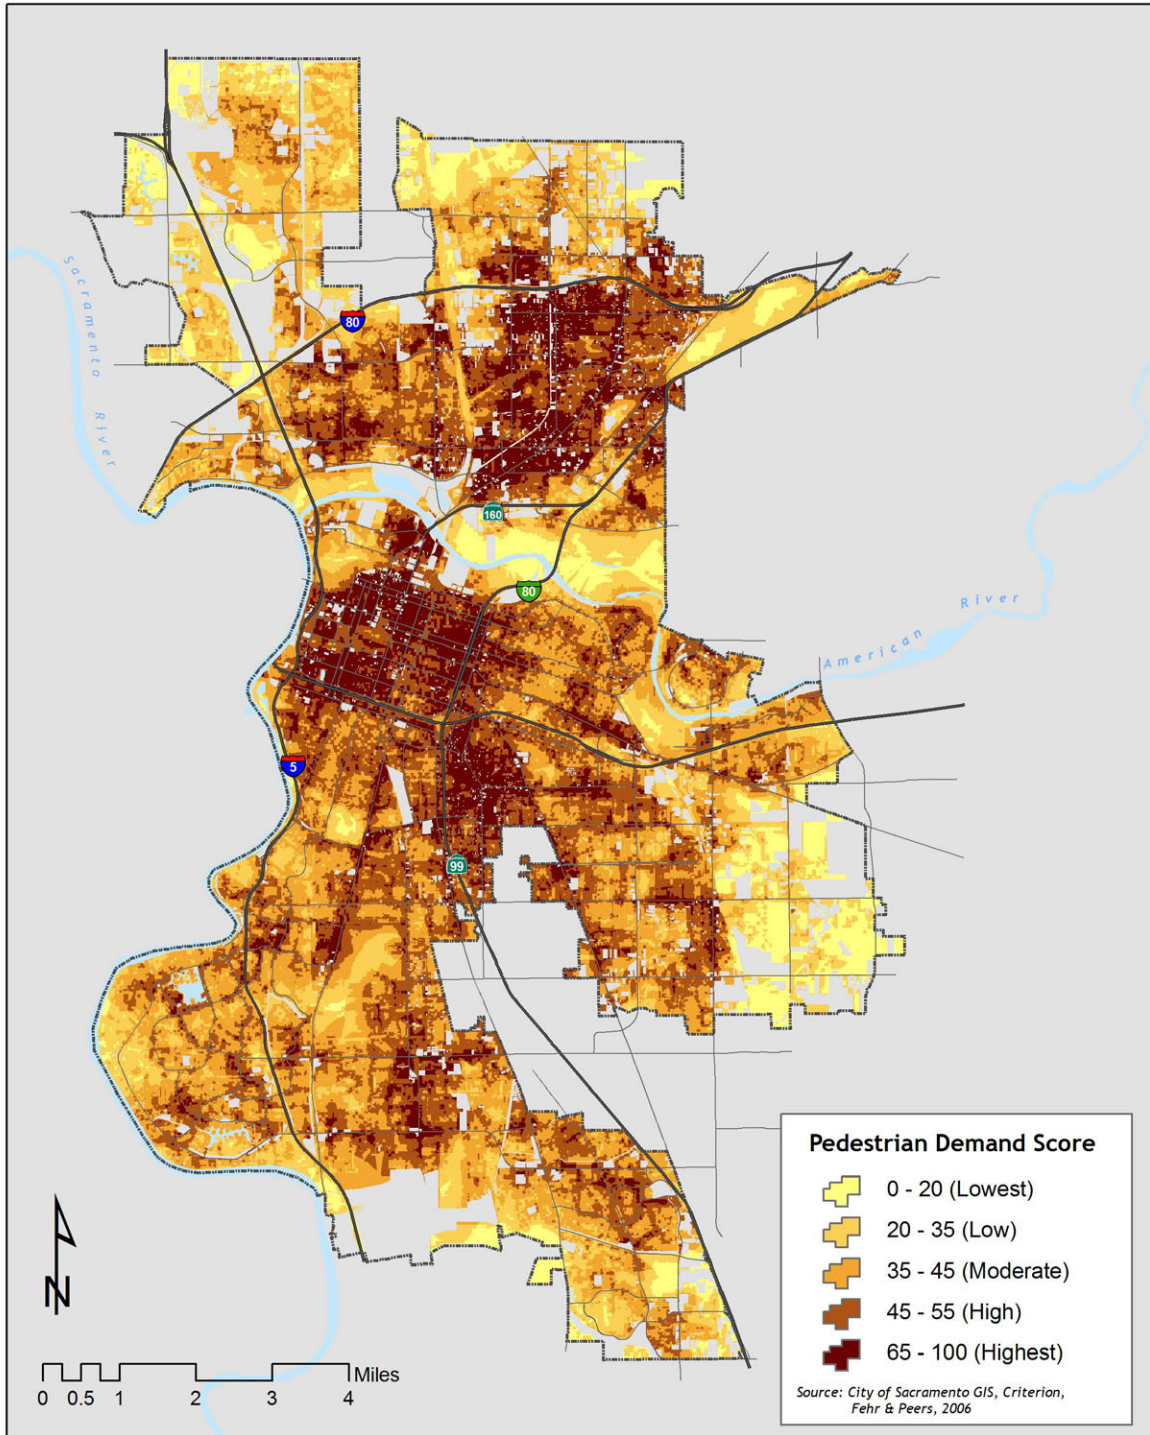 Sacramento River
80
160
80
American River
5
99
Pedestrian Demand Score
0 - 20 (Lowest)
20 - 35 (Low)
35 - 45 (Moderate)
45 - 55 (High)
65 - 100 (Highest)
Source: City of Sacramento GIS, Criterion,
Fehr & Peers, 2006
N
Miles
0 0.5 1 2 3 4